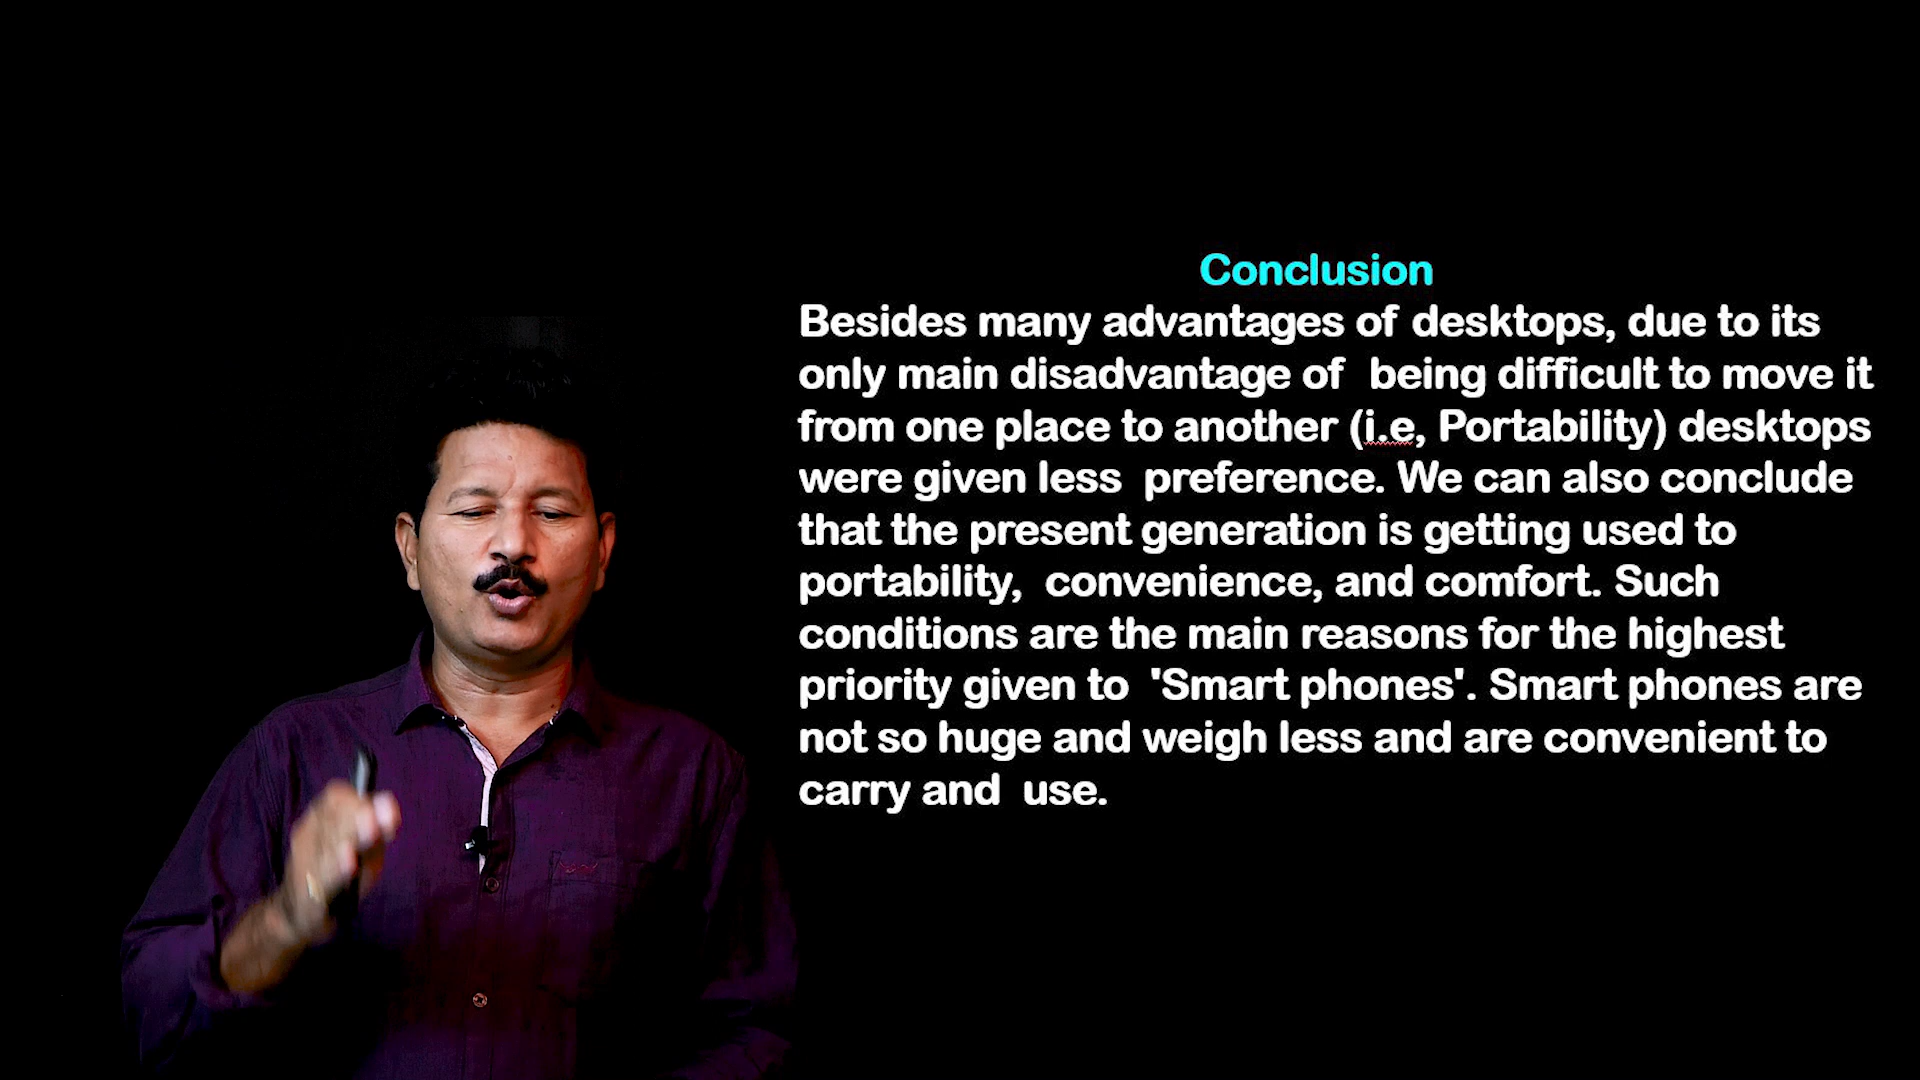 Conclusion
Besides many advantages of desktops, due to its
only main disadvantage of being difficult to move it
from one place to another (i.e, Portability) desktops
were given less preference. We can also conclude
that the present generation is getting used to
portability, convenience, and comfort. Such
conditions are the main reasons for the highest
priority given to 'Smart phones'. Smart phones are
not so huge and weigh less and are convenient to
carry and use.